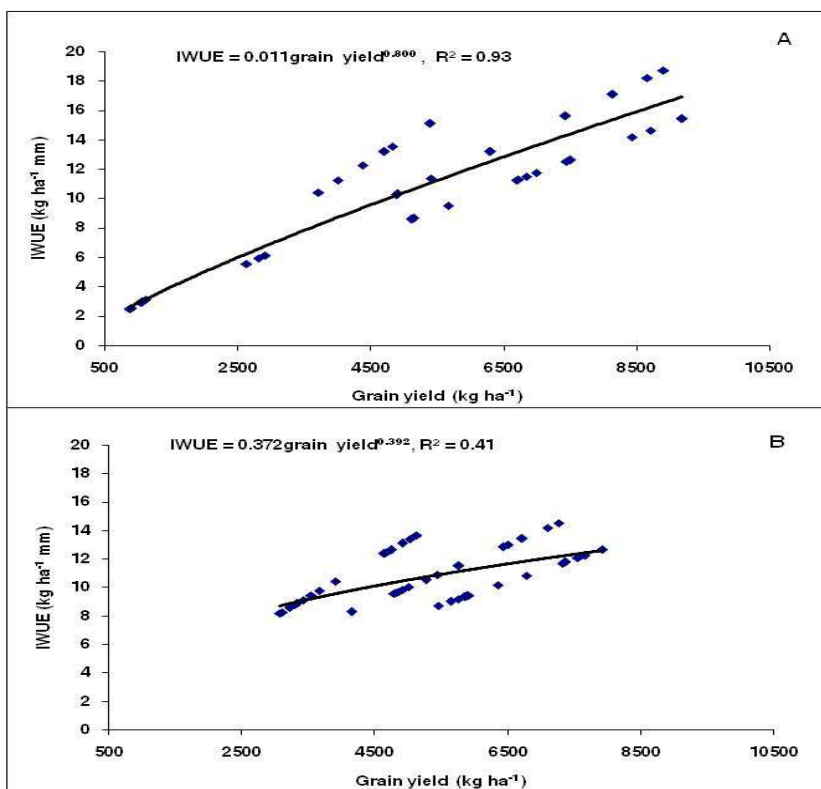 A
IWUE = 0.011grain yield^0.800 , R² = 0.93
20
18
16
14
12
10
8
6
4
2
0
IWUE (kg ha⁻¹ mm)
500 2500 4500 6500 8500 10500
Grain yield (kg ha⁻¹)
B
IWUE = 0.372grain yield^0.392, R² = 0.41
20
18
16
14
12
10
8
6
4
2
0
IWUE (kg ha⁻¹ mm)
500 2500 4500 6500 8500 10500
Grain yield (kg ha⁻¹)